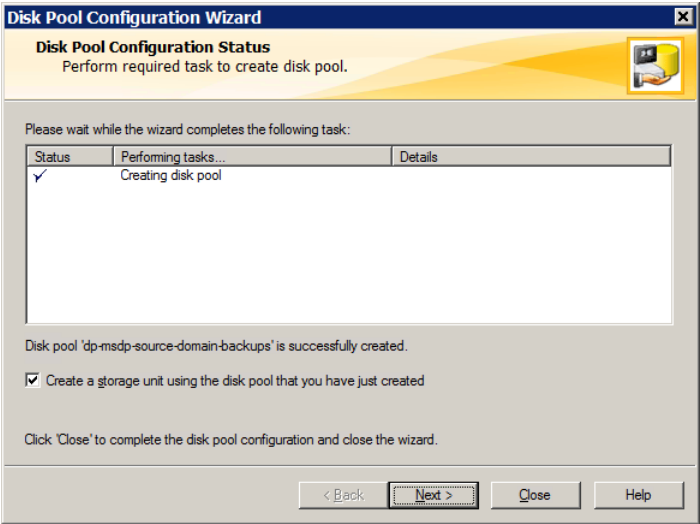 Disk Pool Configuration Wizard
Disk Pool Configuration Status
Perform required task to create disk pool.
Please wait while the wizard completes the following task:
Status Performing tasks... Details
Creating disk pool
Disk pool 'dp-msdp-source-domain-backups' is successfully created.
Create a storage unit using the disk pool that you have just created
Click 'Close' to complete the disk pool configuration and close the wizard.
< Back Next > Close Help